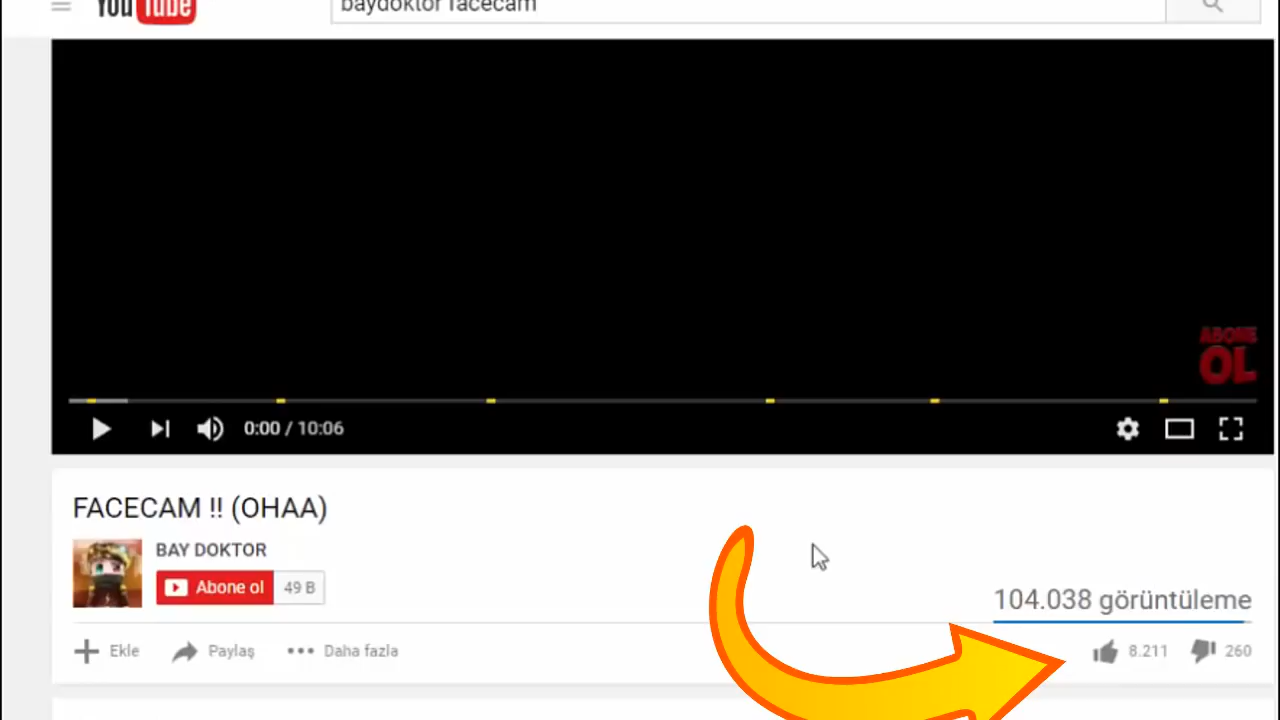 YouTube
baydoktor facecam
ABONE
OL
0:00 / 10:06
FACECAM !! (OHAA)
BAY DOKTOR
Abone ol 49 B
104.038 görüntüleme
Ekle Paylaş Daha fazla 8.211 260